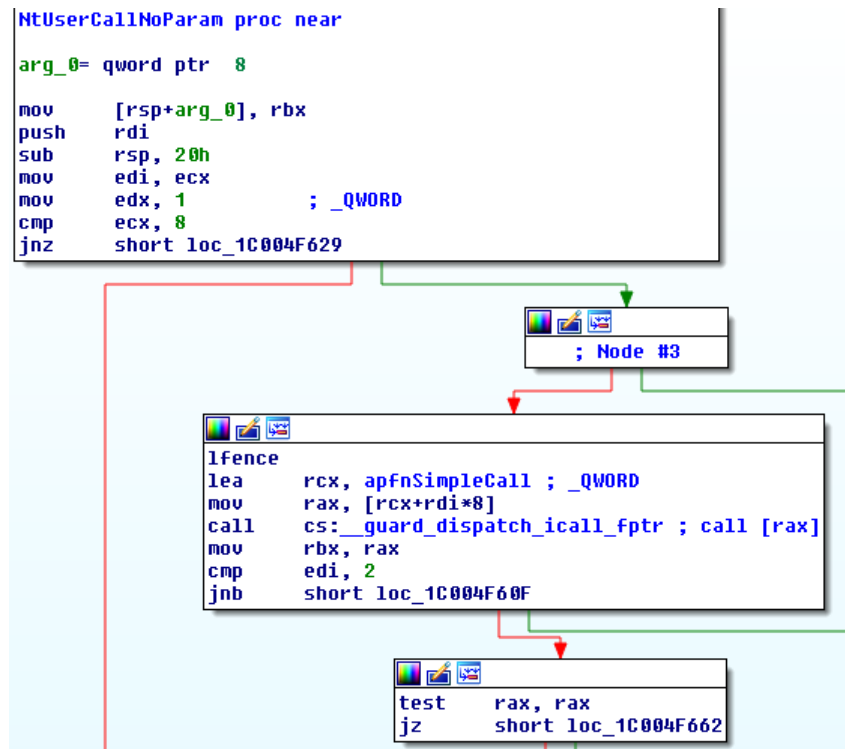 NtUserCallNoParam proc near
arg_0= qword ptr  8
mov     [rsp+arg_0], rbx
push    rdi
sub     rsp, 20h
mov     edi, ecx
mov     edx, 1          ; _QWORD
cmp     ecx, 8
jnz     short loc_1C004F629
; Node #3
lfence
lea     rcx, apfnSimpleCall ; _QWORD
mov     rax, [rcx+rdi*8]
call    cs:__guard_dispatch_icall_fptr ; call [rax]
mov     rbx, rax
cmp     edi, 2
jnb     short loc_1C004F60F
test    rax, rax
jz      short loc_1C004F662